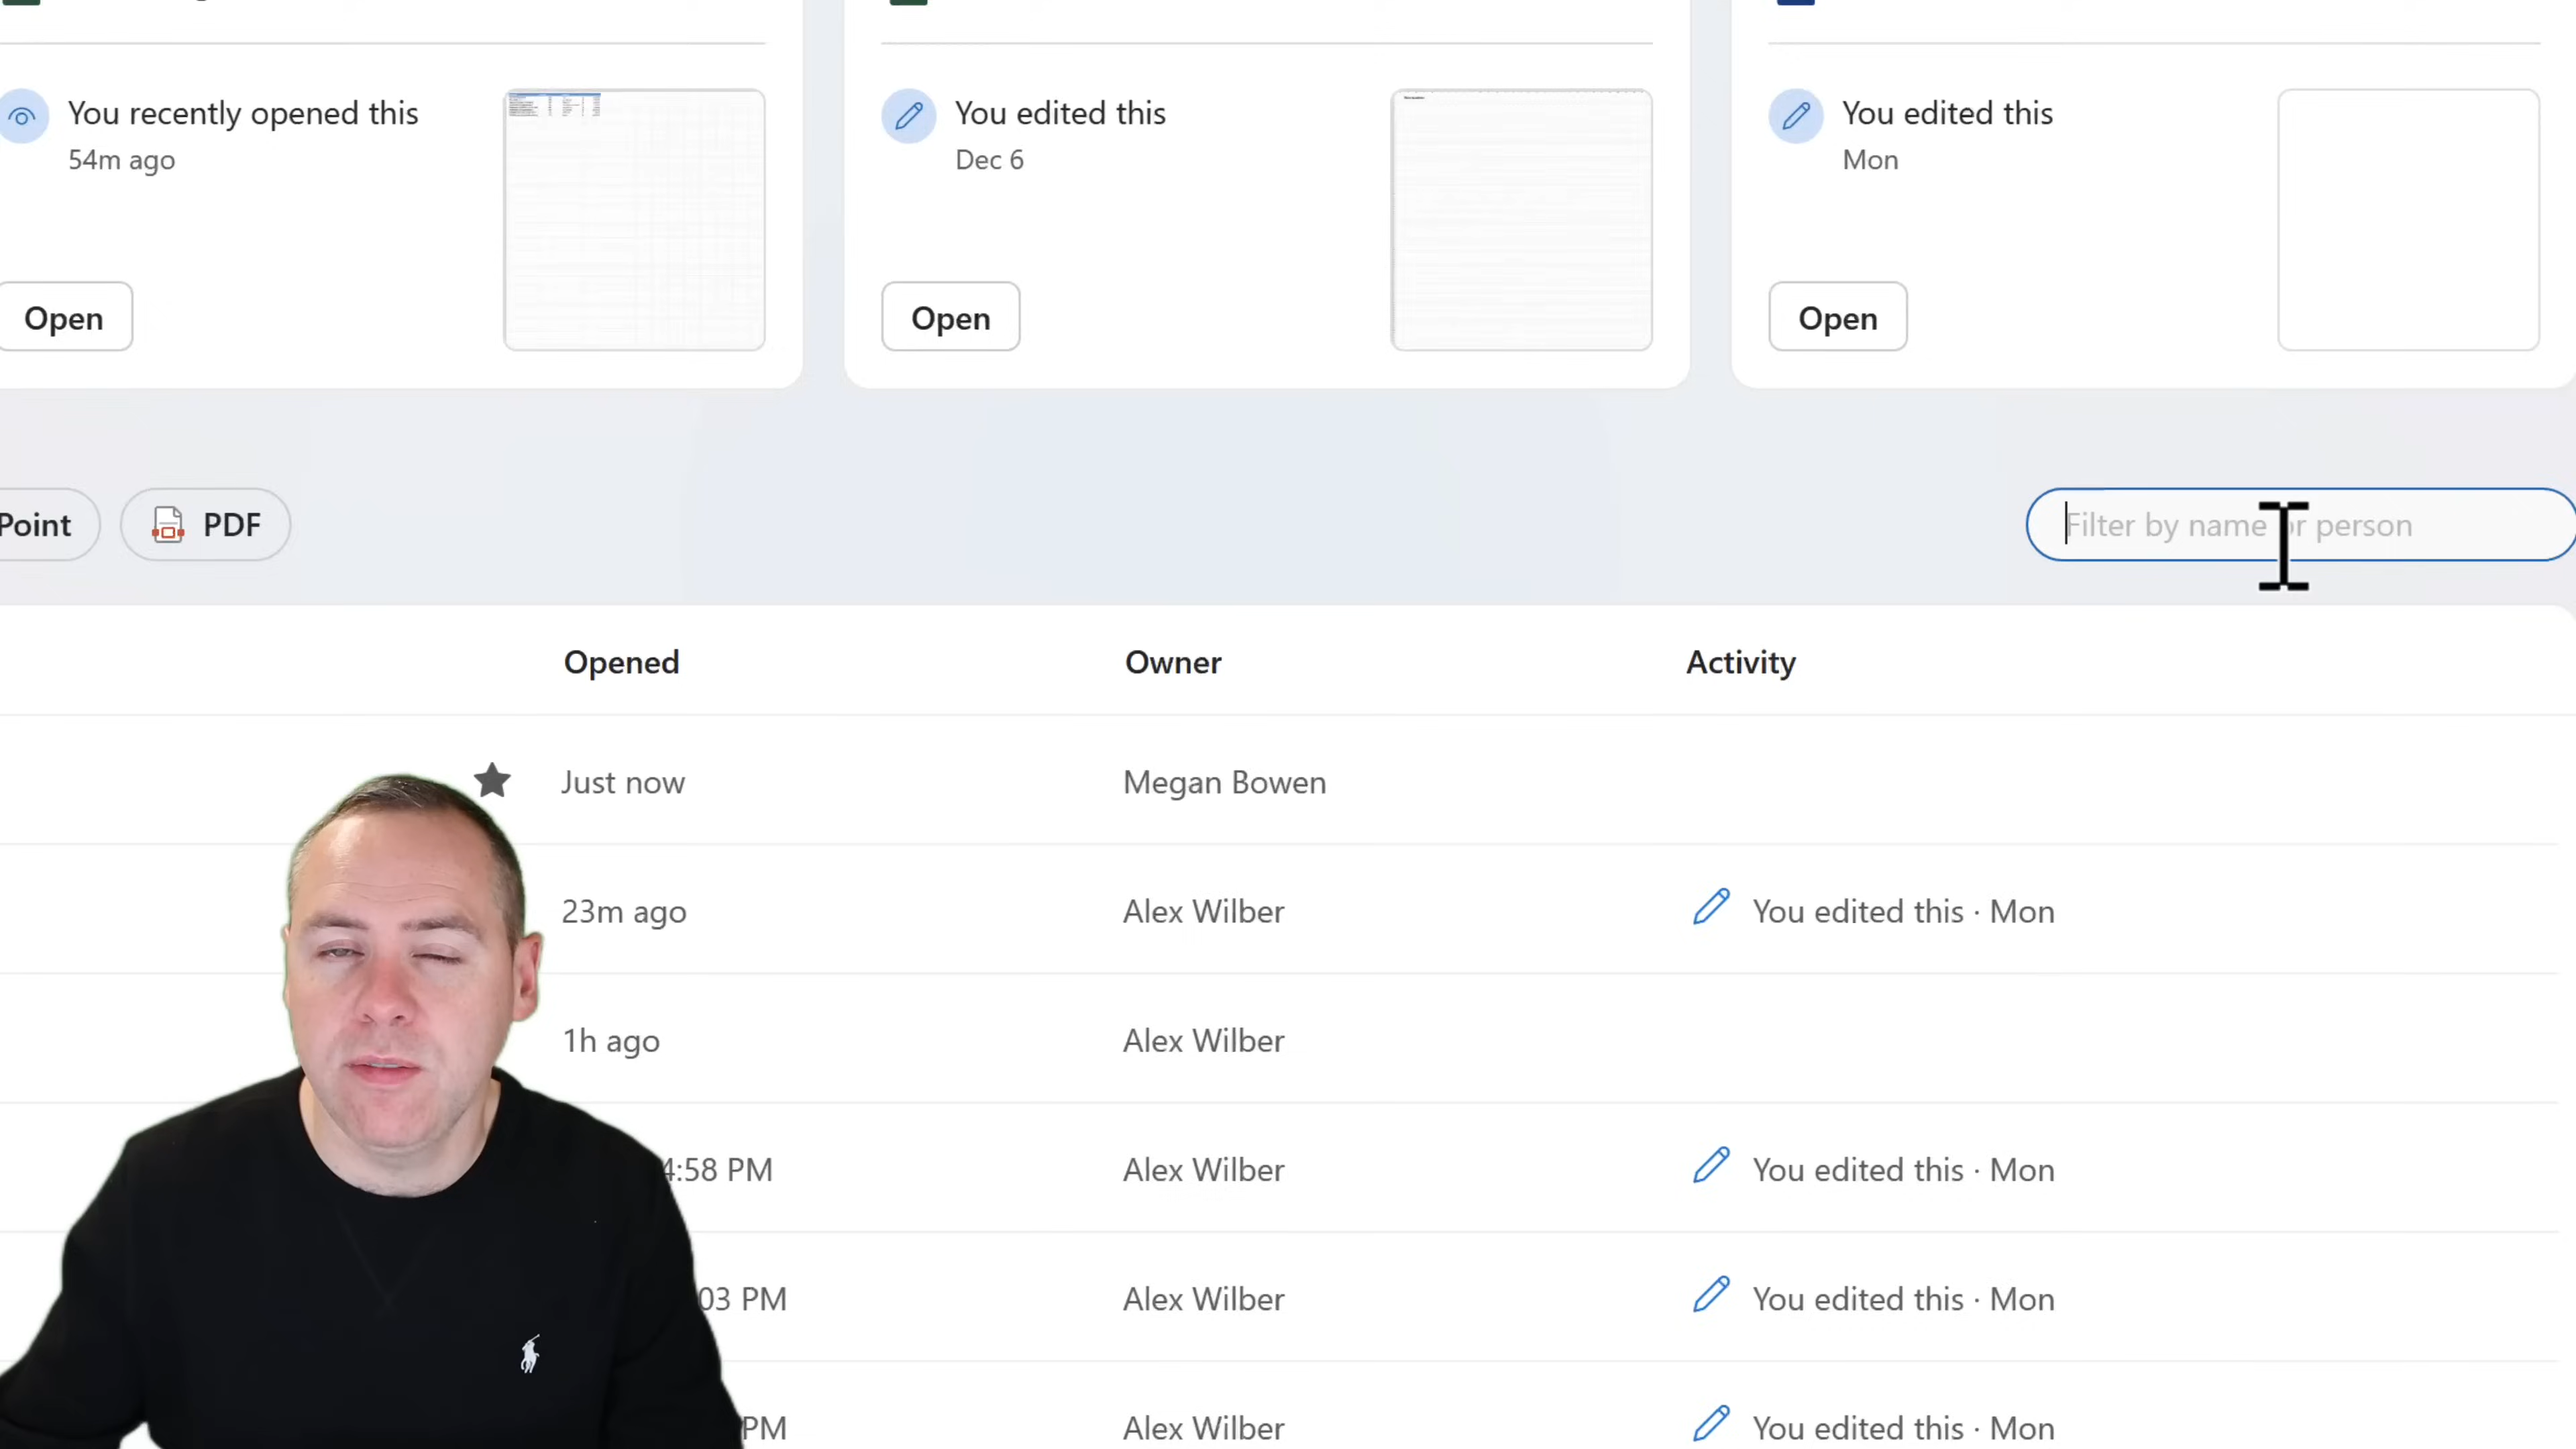 You recently opened this
54m ago
Open
You edited this
Dec 6
Open
You edited this
Mon
Open
Point
PDF
Filter by name or person
Opened Owner Activity
Just now Megan Bowen
23m ago Alex Wilber You edited this · Mon
1h ago Alex Wilber
4:58 PM Alex Wilber You edited this · Mon
03 PM Alex Wilber You edited this · Mon
PM Alex Wilber You edited this · Mon